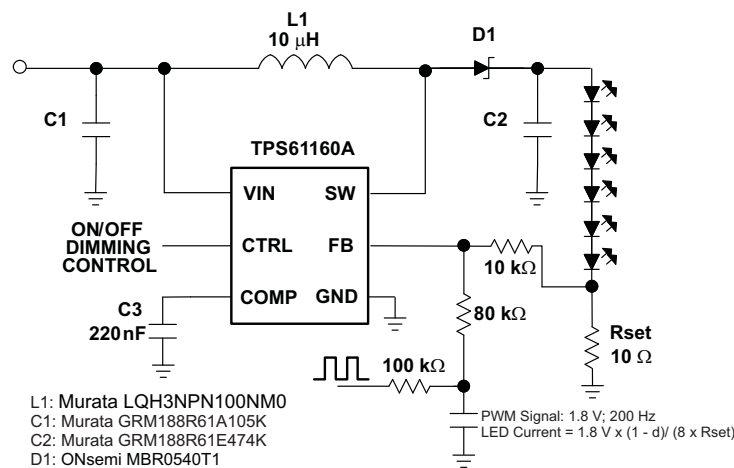 L1
10 μH
D1
C1
C2
TPS61160A
VIN
SW
ON/OFF
DIMMING
CONTROL
CTRL
FB
10 kΩ
COMP
GND
C3
220 nF
80 kΩ
Rset
10 Ω
100 kΩ
L1: Murata LQH3NPN100NM0
C1: Murata GRM188R61A105K
C2: Murata GRM188R61E474K
D1: ONsemi MBR0540T1
PWM Signal: 1.8 V; 200 Hz
LED Current = 1.8 V x (1 - d)/ (8 x Rset)